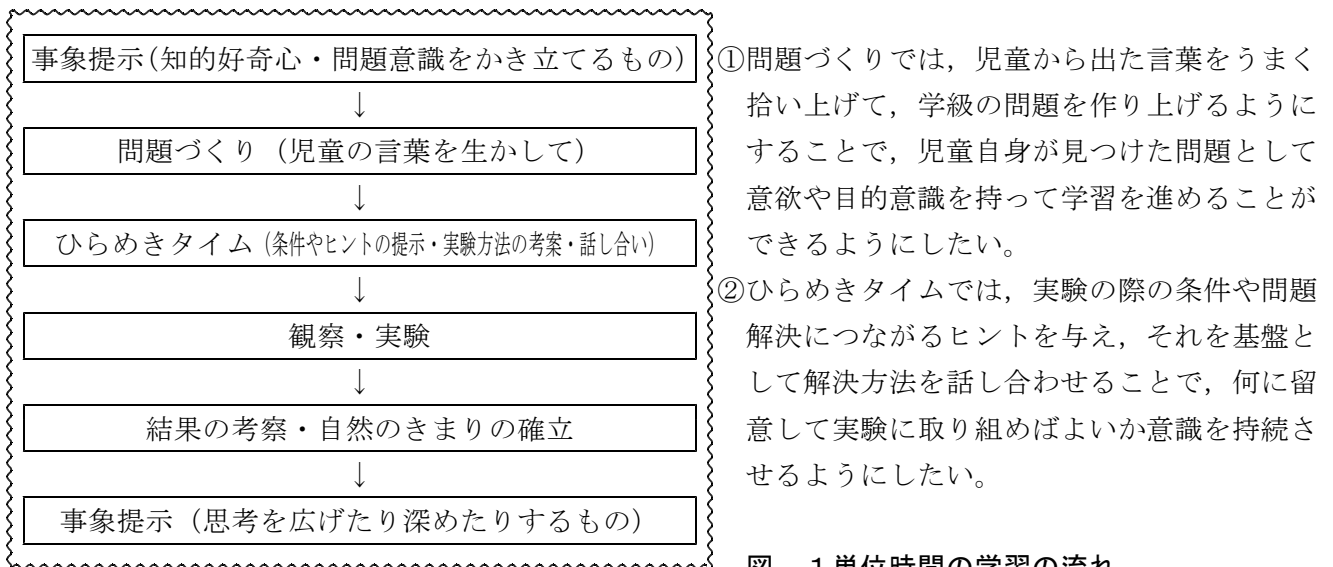 事象提示(知的好奇心・問題意識をかき立てるもの)
↓
問題づくり (児童の言葉を生かして)
↓
ひらめきタイム (条件やヒントの提示・実験方法の考案・話し合い)
↓
観察・実験
↓
結果の考察・自然のきまりの確立
↓
事象提示 (思考を広げたり深めたりするもの)
①問題づくりでは,児童から出た言葉をうまく
拾い上げて,学級の問題を作り上げるように
することで,児童自身が見つけた問題として
意欲や目的意識を持って学習を進めることが
できるようにしたい。
②ひらめきタイムでは,実験の際の条件や問題
解決につながるヒントを与え,それを基盤と
して解決方法を話し合わせることで,何に留
意して実験に取り組めばよいか意識を持続さ
せるようにしたい。
図 1単位時間の学習の流れ